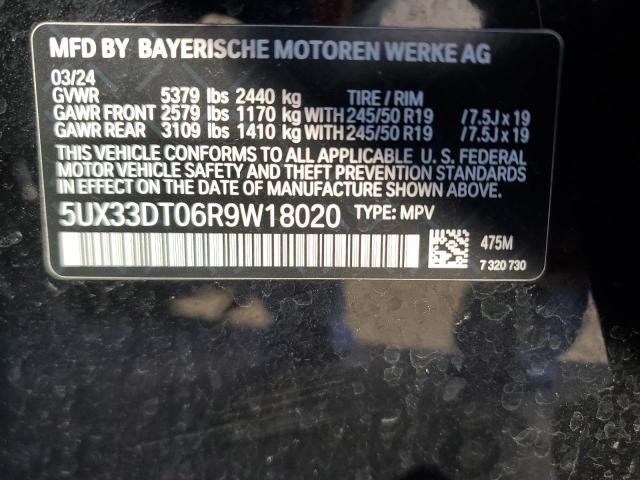 MFD BY BAYERISCHE MOTOREN WERKE AG
03/24
GVWR 5379 lbs 2440 kg TIRE / RIM
GAWR FRONT 2579 lbs 1170 kg WITH 245/50 R19 /7.5J x 19
GAWR REAR 3109 lbs 1410 kg WITH 245/50 R19 /7.5J x 19
THIS VEHICLE CONFORMS TO ALL APPLICABLE U. S. FEDERAL
MOTOR VEHICLE SAFETY AND THEFT PREVENTION STANDARDS
IN EFFECT ON THE DATE OF MANUFACTURE SHOWN ABOVE.
5UX33DT06R9W18020 TYPE: MPV
475M
7 320 730